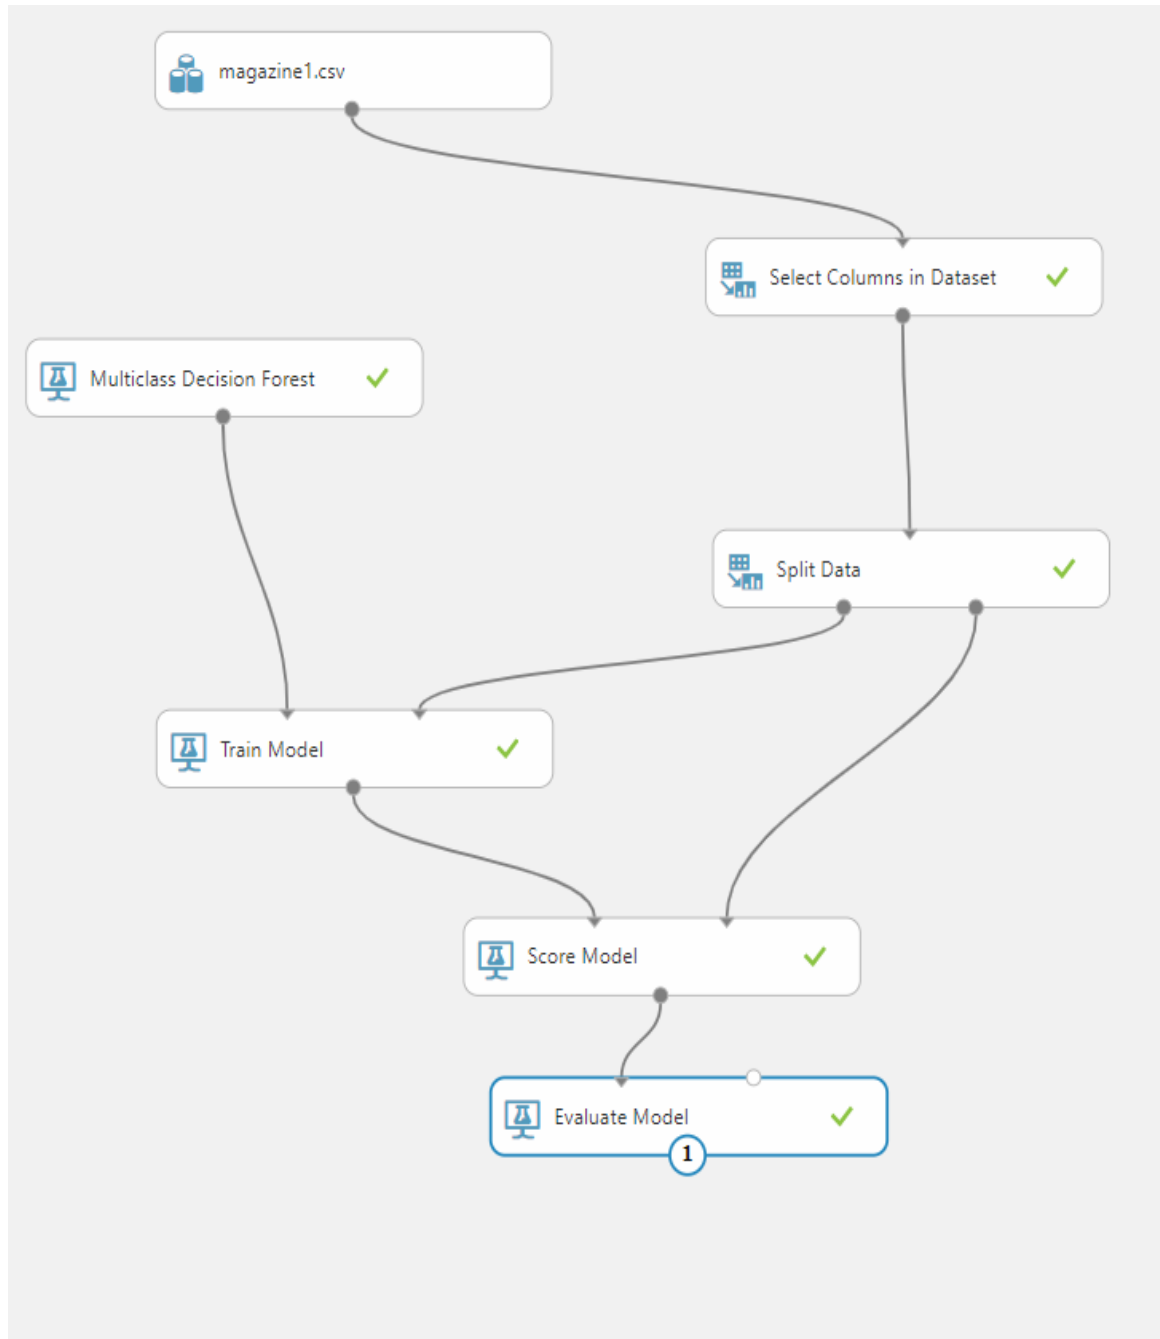 magazine1.csv
Select Columns in Dataset
Multiclass Decision Forest
Split Data
Train Model
Score Model
Evaluate Model
1